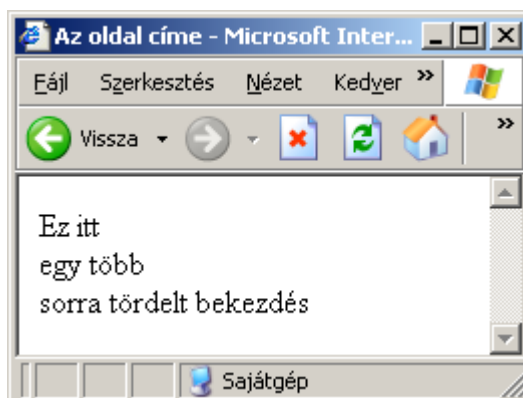 Az oldal címe - Microsoft Inter...
Fájl Szerkesztés Nézet Kedver »
Vissza »
Ez itt
egy több
sorra tördelt bekezdés
Sajátgép